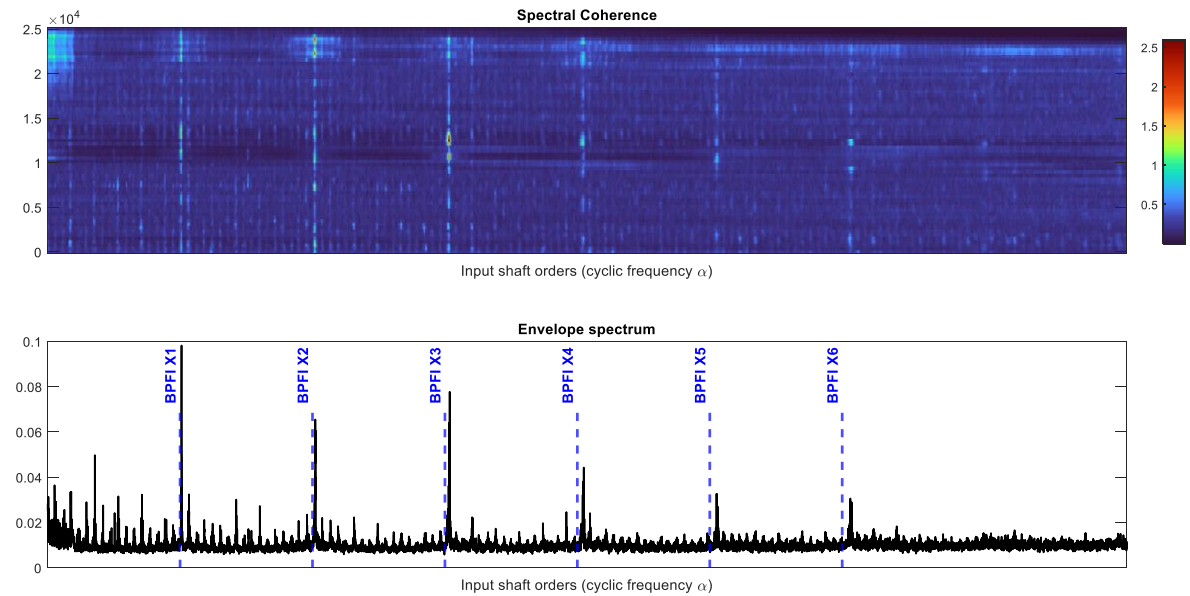 Spectral Coherence
×10⁴
2.5
2
1.5
1
0.5
0
2.5
2
1.5
1
0.5
Input shaft orders (cyclic frequency α)
Envelope spectrum
0.1
0.08
0.06
0.04
0.02
0
BPFI X1
BPFI X2
BPFI X3
BPFI X4
BPFI X5
BPFI X6
Input shaft orders (cyclic frequency α)